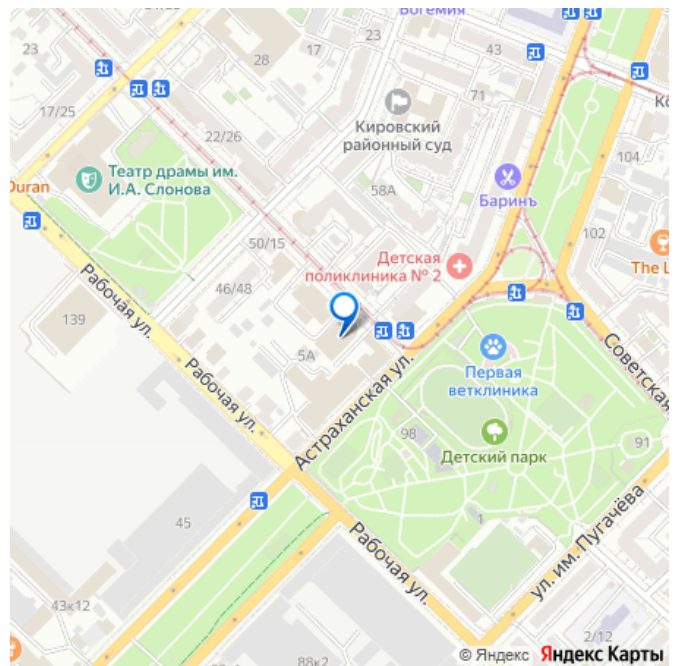 Богемия
23
23
17
43
28
71
17/25
Кировский
районный суд
22/26
104
Театр драмы им.
И.А. Слонова
58А
Баринъ
Duran
102
50/15
Детская
поликлиника № 2
The L
46/48
Рабочая ул.
139
5А
Рабочая ул.
Советская
Первая
ветклиника
Астраханская ул.
98
Детский парк
91
45
1
ул. им. Пугачёва
Рабочая ул.
43к12
2/12
88к2
© Яндекс Яндекс Карты